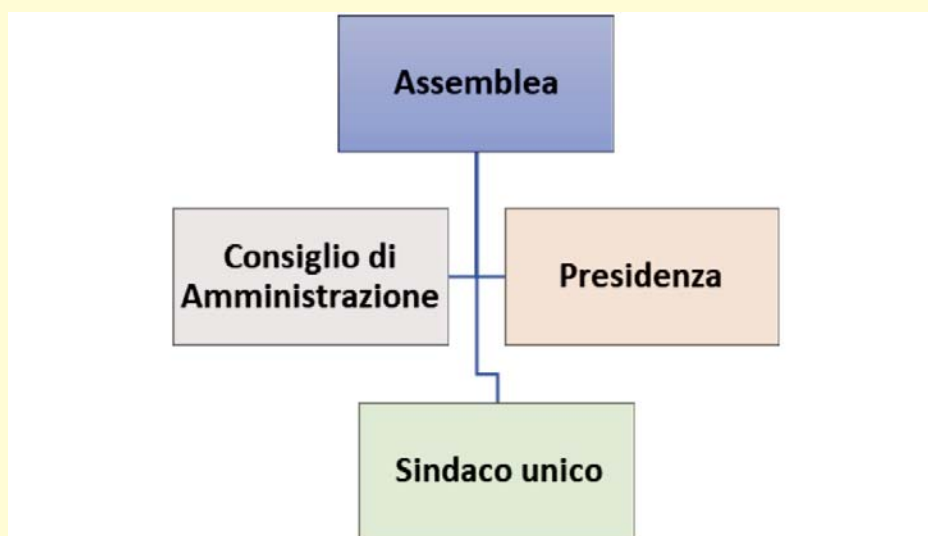 Assemblea
Consiglio di
Amministrazione
Presidenza
Sindaco unico